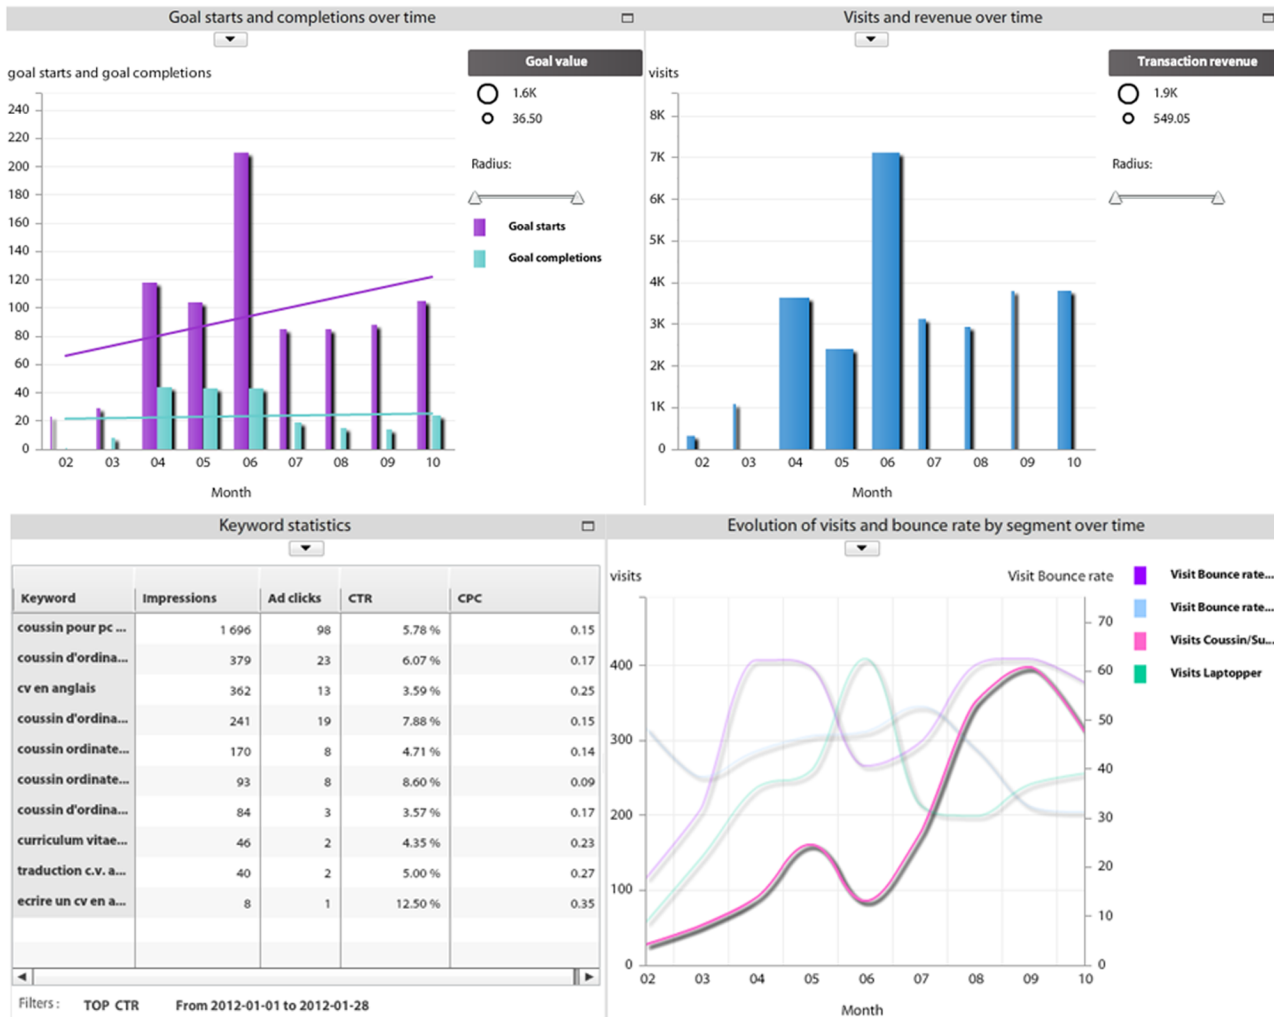 Goal starts and completions over time
goal starts and goal completions
240
220
200
180
160
140
120
100
80
60
40
20
0
02 03 04 05 06 07 08 09 10
Month
Goal value
1.6K
36.50
Radius:
Goal starts
Goal completions
Visits and revenue over time
visits
8K
7K
6K
5K
4K
3K
2K
1K
0
02 03 04 05 06 07 08 09 10
Month
Transaction revenue
1.9K
549.05
Radius:
Keyword statistics
Keyword Impressions Ad clicks CTR CPC
coussin pour pc ... 1 696 98 5.78 % 0.15
coussin d'ordina... 379 23 6.07 % 0.17
cv en anglais 362 13 3.59 % 0.25
coussin d'ordina... 241 19 7.88 % 0.15
coussin ordinate... 170 8 4.71 % 0.14
coussin ordinate... 93 8 8.60 % 0.09
coussin d'ordina... 84 3 3.57 % 0.17
curriculum vitae... 46 2 4.35 % 0.23
traduction c.v. a... 40 2 5.00 % 0.27
ecrire un cv en a... 8 1 12.50 % 0.35
Filters : TOP CTR From 2012-01-01 to 2012-01-28
Evolution of visits and bounce rate by segment over time
visits
Visit Bounce rate
400
300
200
100
0
70
60
50
40
30
20
10
0
02 03 04 05 06 07 08 09 10
Month
Visit Bounce rate...
Visit Bounce rate...
Visits Coussin/Su...
Visits Laptopper